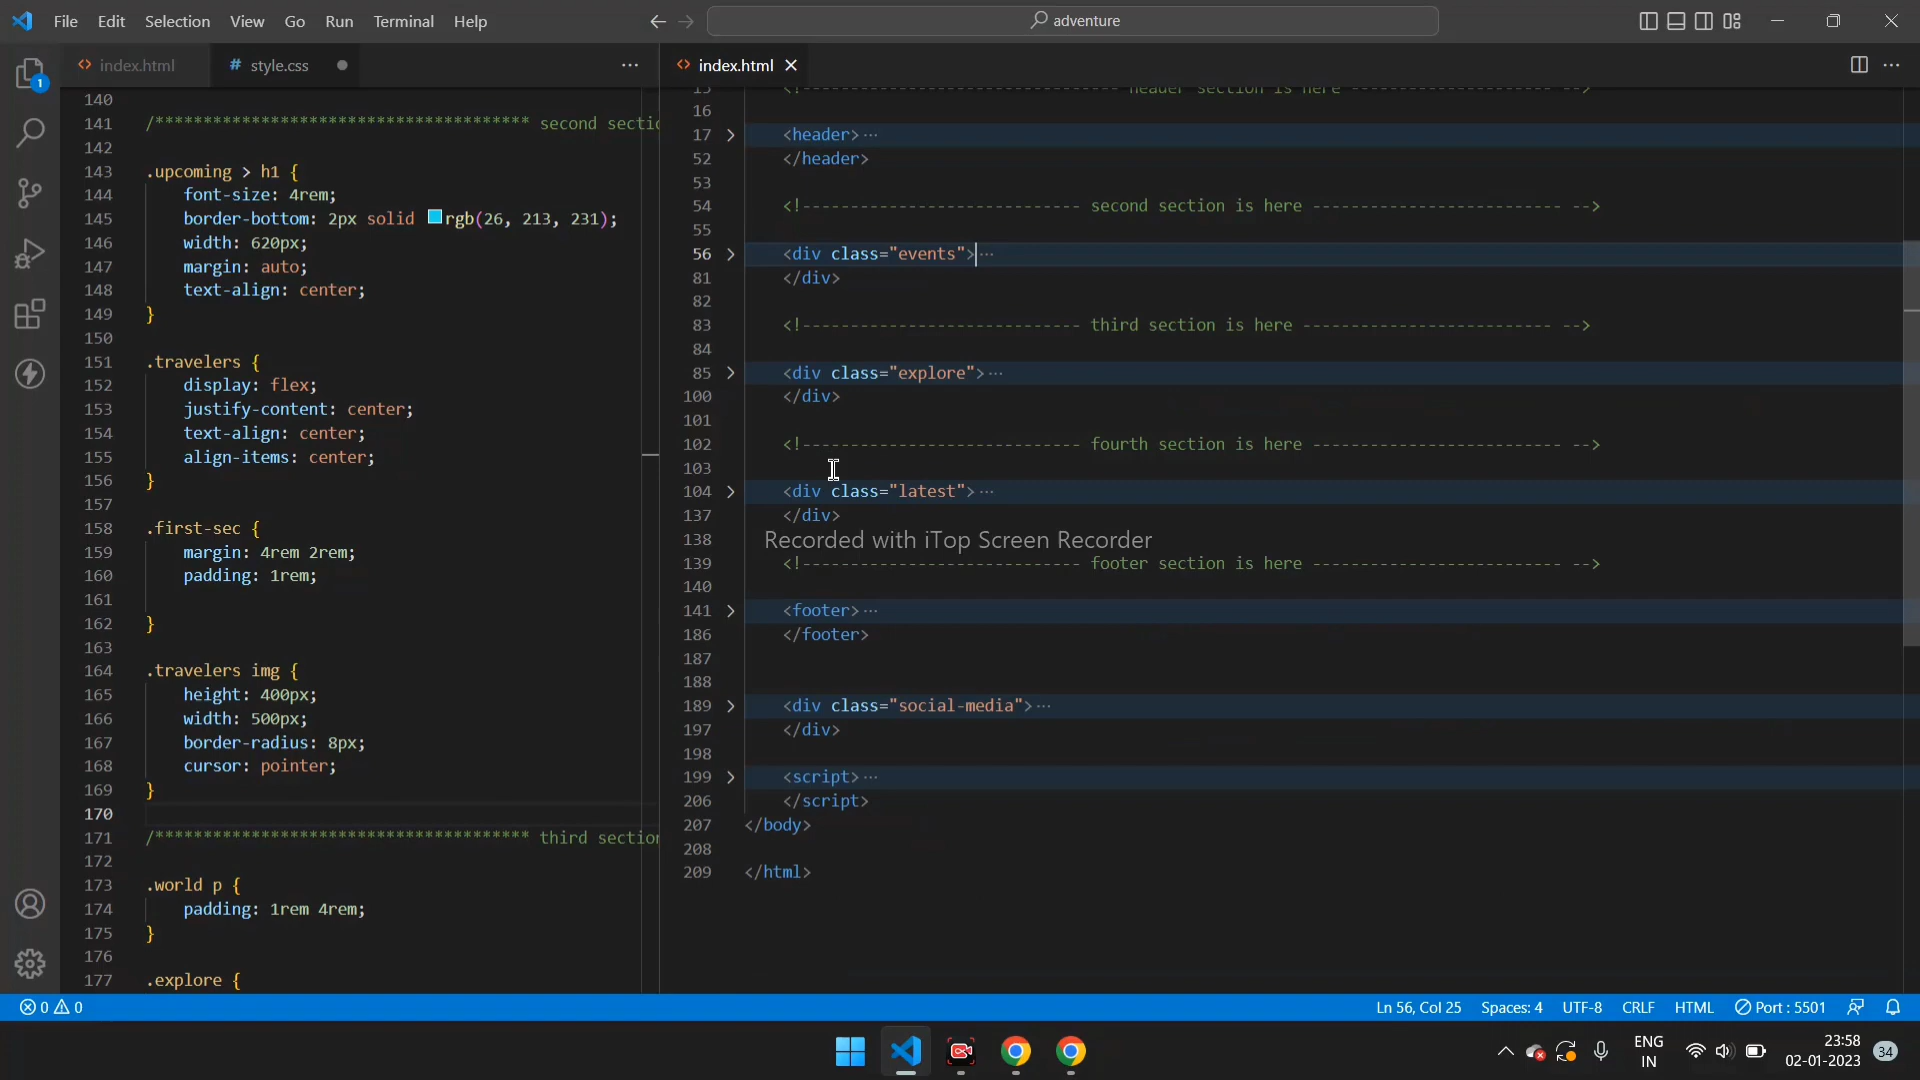 File Edit Selection View Go Run Terminal Help
adventure
index.html
# style.css
index.html
1
140
141 /*************************************** second sectio
142
143 .upcoming > h1 {
144 font-size: 4rem;
145 border-bottom: 2px solid rgb(26, 213, 231);
146 width: 620px;
147 margin: auto;
148 text-align: center;
149 }
150
151 .travelers {
152 display: flex;
153 justify-content: center;
154 text-align: center;
155 align-items: center;
156 }
157
158 .first-sec {
159 margin: 4rem 2rem;
160 padding: 1rem;
161
162 }
163
164 .travelers img {
165 height: 400px;
166 width: 500px;
167 border-radius: 8px;
168 cursor: pointer;
169 }
170
171 /*************************************** third section
172
173 .world p {
174 padding: 1rem 4rem;
175 }
176
177 .explore {
15 <!--------------------------------- header section is here ------------------------ -->
16
17 <header>
52 </header>
53
54 <!----------------------------- second section is here -------------------------- -->
55
56 <div class="events">
81 </div>
82
83 <!----------------------------- third section is here -------------------------- -->
84
85 <div class="explore">
100 </div>
101
102 <!----------------------------- fourth section is here -------------------------- -->
103
104 <div class="latest">
137 </div>
138
Recorded with iTop Screen Recorder
139 <!----------------------------- footer section is here -------------------------- -->
140
141 <footer>
186 </footer>
187
188
189 <div class="social-media">
197 </div>
198
199 <script>
206 </script>
207 </body>
208
209 </html>
0 0
Ln 56, Col 25 Spaces: 4 UTF-8 CRLF HTML Port : 5501
ENG
IN
23:58
02-01-2023
34